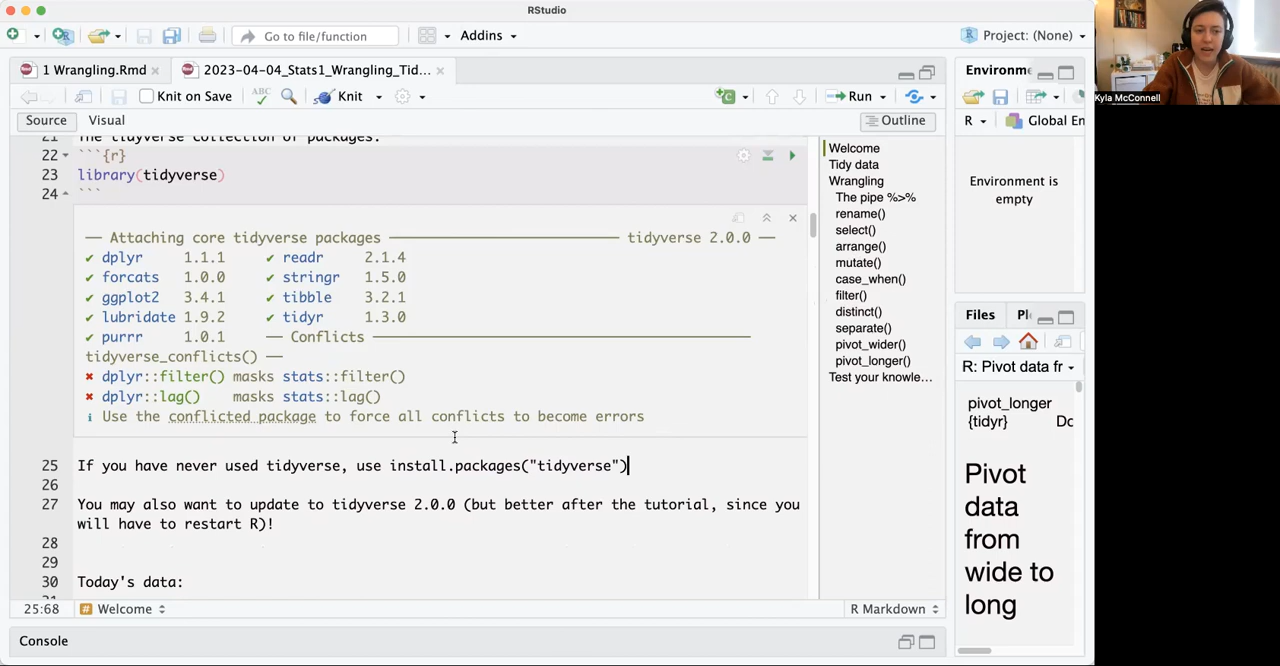 RStudio
Go to file/function
Addins
Project: (None)
1 Wrangling.Rmd
2023-04-04_Stats1_Wrangling_Tid...
Environme
Kyla McConnell
Knit on Save
ABC
Knit
Run
Source
Visual
Outline
R
Global En
21
The tidyverse collection of packages.
22
```{r}
23
library(tidyverse)
24
```
── Attaching core tidyverse packages ── tidyverse 2.0.0 ──
✔ dplyr 1.1.1 ✔ readr 2.1.4
✔ forcats 1.0.0 ✔ stringr 1.5.0
✔ ggplot2 3.4.1 ✔ tibble 3.2.1
✔ lubridate 1.9.2 ✔ tidyr 1.3.0
✔ purrr 1.0.1 ── Conflicts ──
tidyverse_conflicts() ──
✖ dplyr::filter() masks stats::filter()
✖ dplyr::lag() masks stats::lag()
ℹ Use the conflicted package to force all conflicts to become errors
25 If you have never used tidyverse, use install.packages("tidyverse")
26
27 You may also want to update to tidyverse 2.0.0 (but better after the tutorial, since you
will have to restart R)!
28
29
30 Today's data:
25:68
Welcome
R Markdown
Console
Welcome
Tidy data
Wrangling
The pipe %>%
rename()
select()
arrange()
mutate()
case_when()
filter()
distinct()
separate()
pivot_wider()
pivot_longer()
Test your knowle...
Environment is
empty
Files
R: Pivot data fr
pivot_longer
{tidyr}
Pivot
data
from
wide to
long